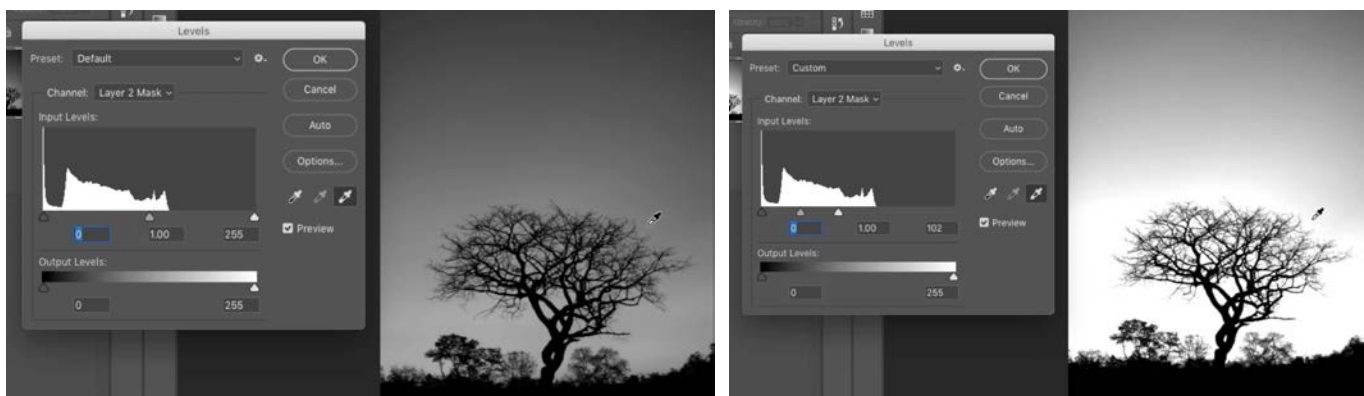 Levels
Preset: Default
OK
Channel: Layer 2 Mask
Cancel
Input Levels:
Auto
Options...
0 1.00 255
Preview
Output Levels:
0 255
Opacity:
Levels
Preset: Custom
OK
Channel: Layer 2 Mask
Cancel
Input Levels:
Auto
Options...
0 1.00 102
Preview
Output Levels:
0 255